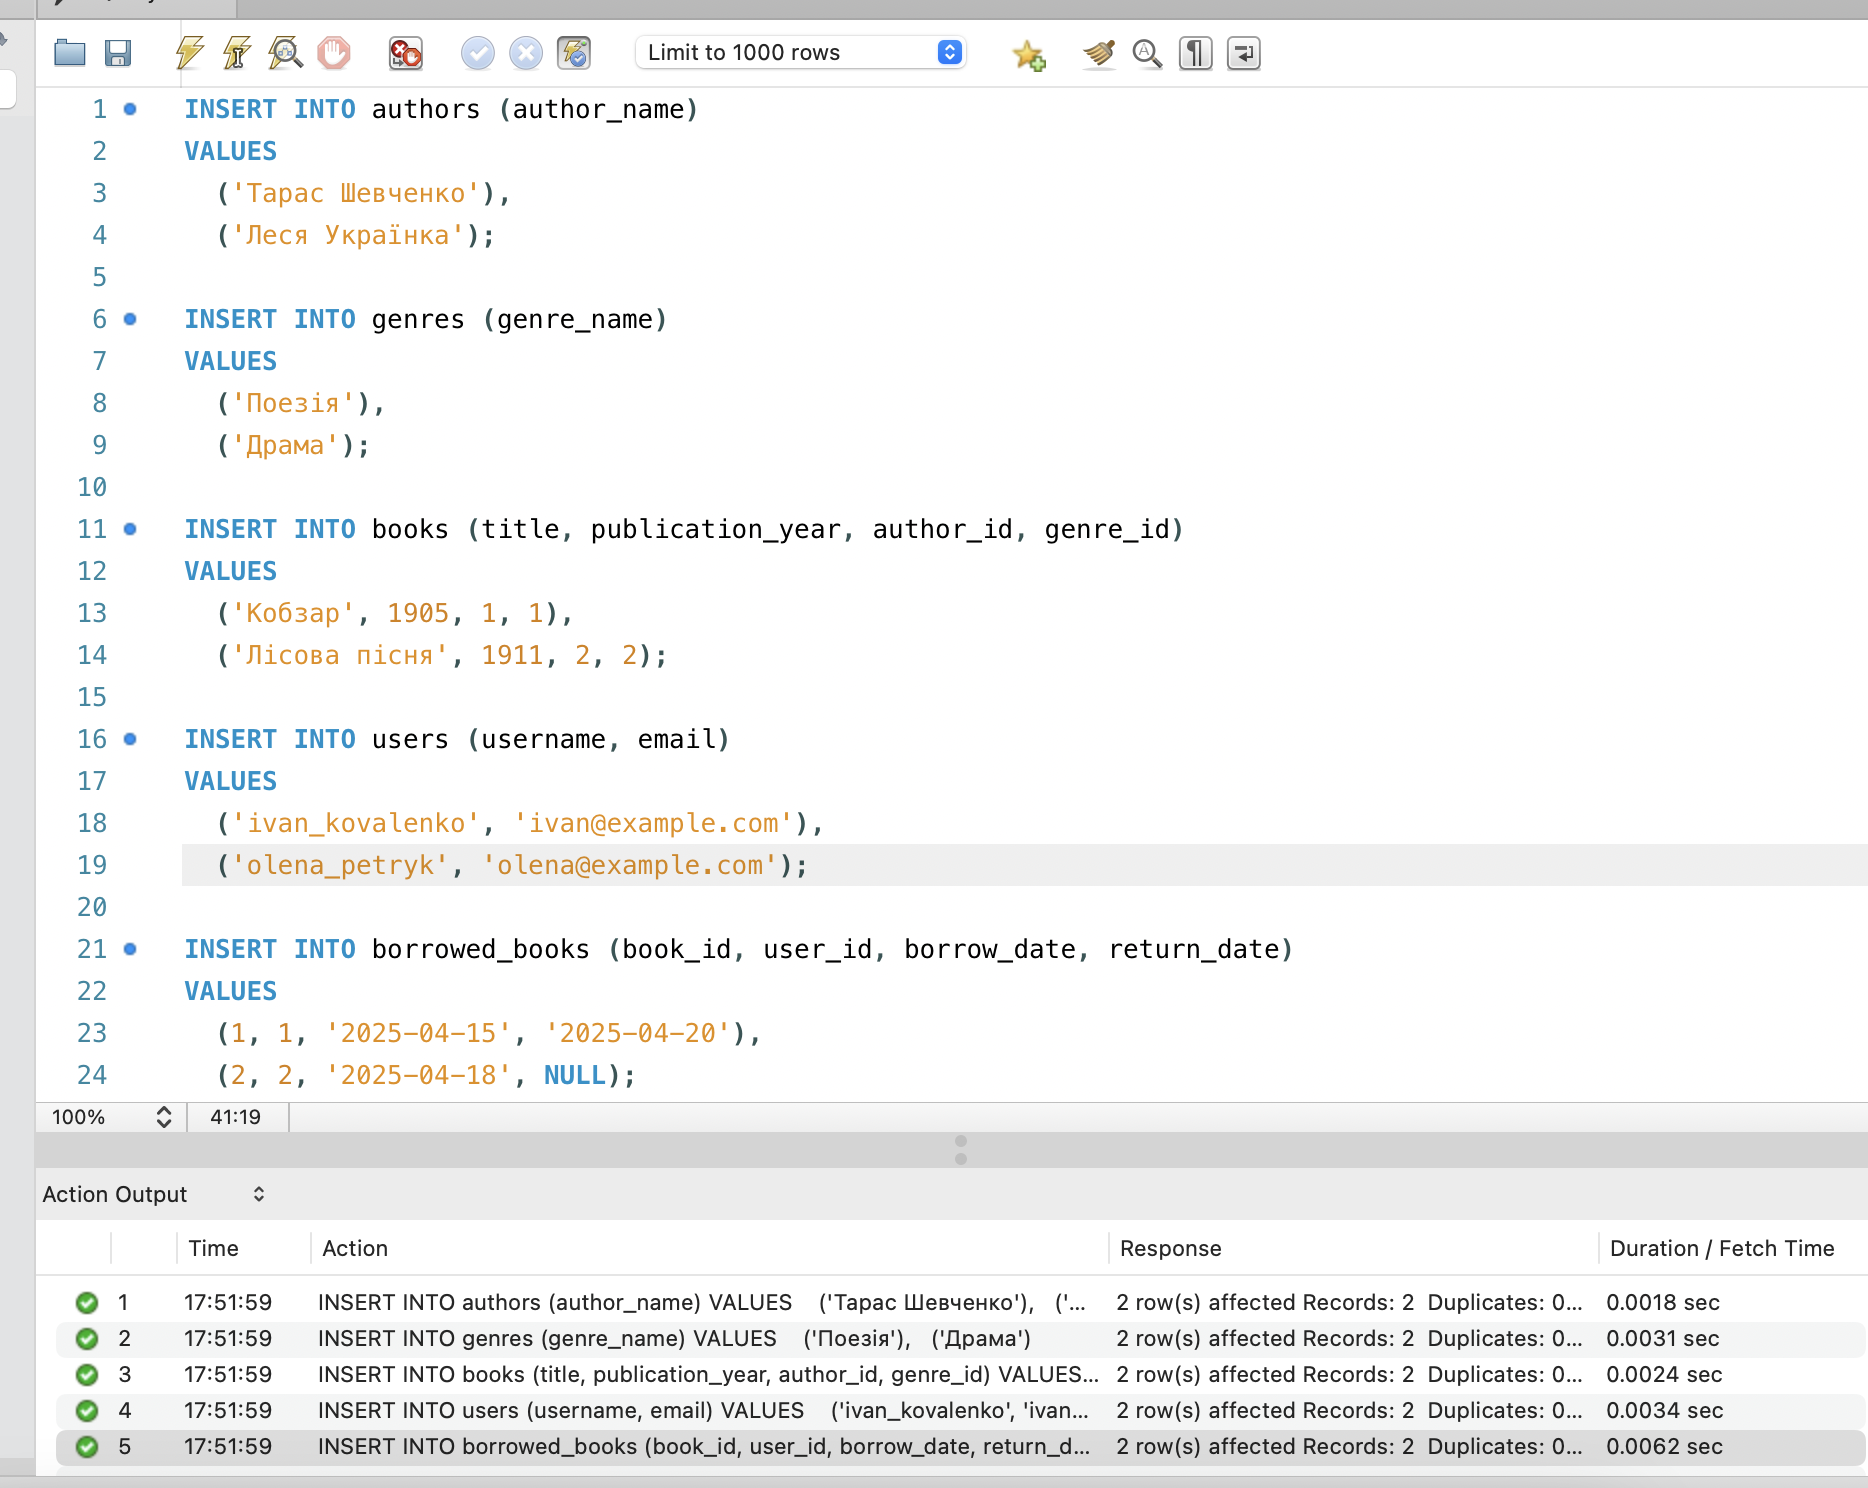 Limit to 1000 rows
1 INSERT INTO authors (author_name)
2 VALUES
3 ('Тарас Шевченко'),
4 ('Леся Українка');
5
6 INSERT INTO genres (genre_name)
7 VALUES
8 ('Поезія'),
9 ('Драма');
10
11 INSERT INTO books (title, publication_year, author_id, genre_id)
12 VALUES
13 ('Кобзар', 1905, 1, 1),
14 ('Лісова пісня', 1911, 2, 2);
15
16 INSERT INTO users (username, email)
17 VALUES
18 ('ivan_kovalenko', 'ivan@example.com'),
19 ('olena_petryk', 'olena@example.com');
20
21 INSERT INTO borrowed_books (book_id, user_id, borrow_date, return_date)
22 VALUES
23 (1, 1, '2025-04-15', '2025-04-20'),
24 (2, 2, '2025-04-18', NULL);
100% 41:19
Action Output
Time Action Response Duration / Fetch Time
1 17:51:59 INSERT INTO authors (author_name) VALUES ('Тарас Шевченко'), ('... 2 row(s) affected Records: 2 Duplicates: 0... 0.0018 sec
2 17:51:59 INSERT INTO genres (genre_name) VALUES ('Поезія'), ('Драма') 2 row(s) affected Records: 2 Duplicates: 0... 0.0031 sec
3 17:51:59 INSERT INTO books (title, publication_year, author_id, genre_id) VALUES... 2 row(s) affected Records: 2 Duplicates: 0... 0.0024 sec
4 17:51:59 INSERT INTO users (username, email) VALUES ('ivan_kovalenko', 'ivan... 2 row(s) affected Records: 2 Duplicates: 0... 0.0034 sec
5 17:51:59 INSERT INTO borrowed_books (book_id, user_id, borrow_date, return_d... 2 row(s) affected Records: 2 Duplicates: 0... 0.0062 sec